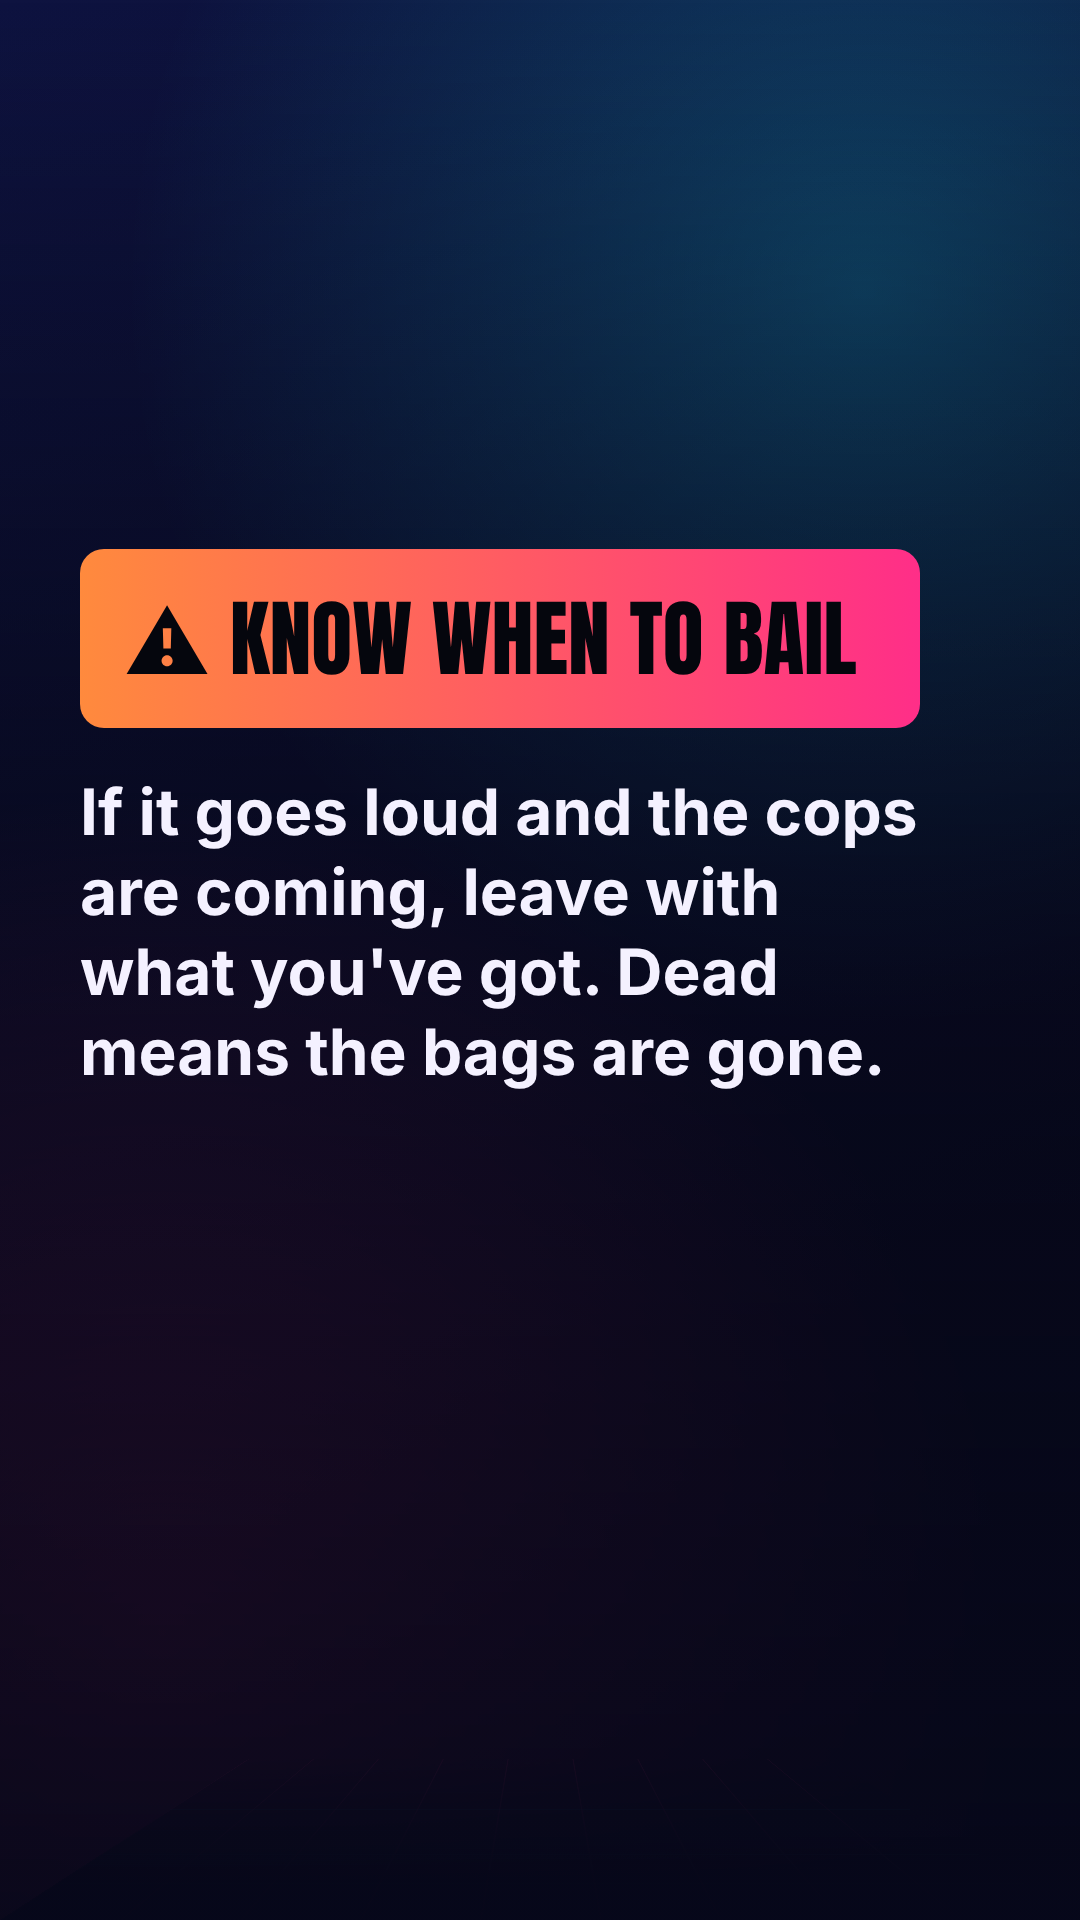 KNOW WHEN TO BAIL
If it goes loud and the cops
are coming, leave with
what you've got. Dead
means the bags are gone.